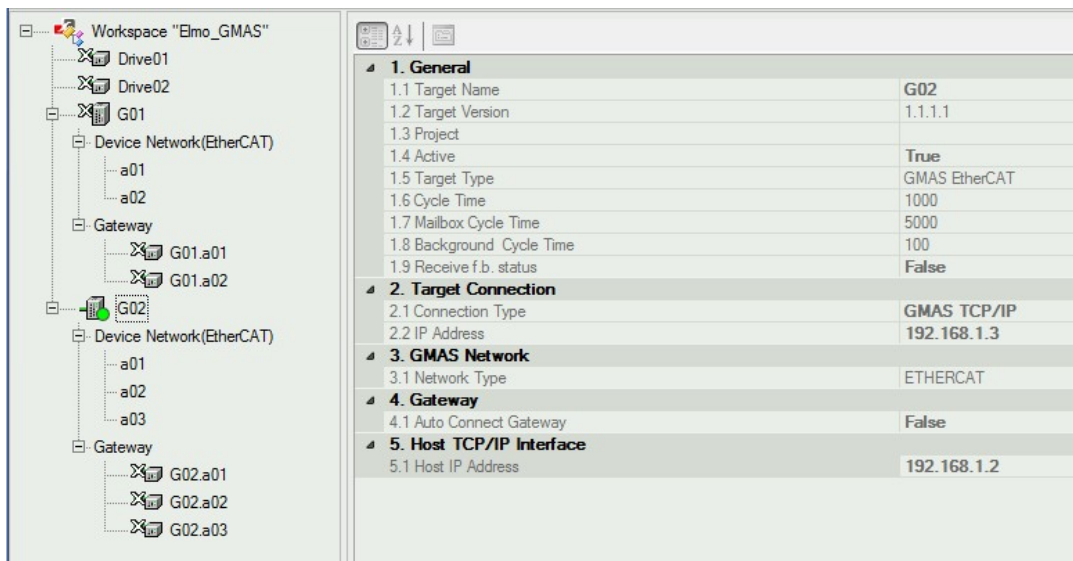 Workspace "Elmo_GMAS"
Drive01
Drive02
G01
Device Network(EtherCAT)
a01
a02
Gateway
G01.a01
G01.a02
G02
Device Network(EtherCAT)
a01
a02
a03
Gateway
G02.a01
G02.a02
G02.a03
1. General
1.1 Target Name G02
1.2 Target Version 1.1.1.1
1.3 Project
1.4 Active True
1.5 Target Type GMAS EtherCAT
1.6 Cycle Time 1000
1.7 Mailbox Cycle Time 5000
1.8 Background Cycle Time 100
1.9 Receive f.b. status False
2. Target Connection
2.1 Connection Type GMAS TCP/IP
2.2 IP Address 192.168.1.3
3. GMAS Network
3.1 Network Type ETHERCAT
4. Gateway
4.1 Auto Connect Gateway False
5. Host TCP/IP Interface
5.1 Host IP Address 192.168.1.2